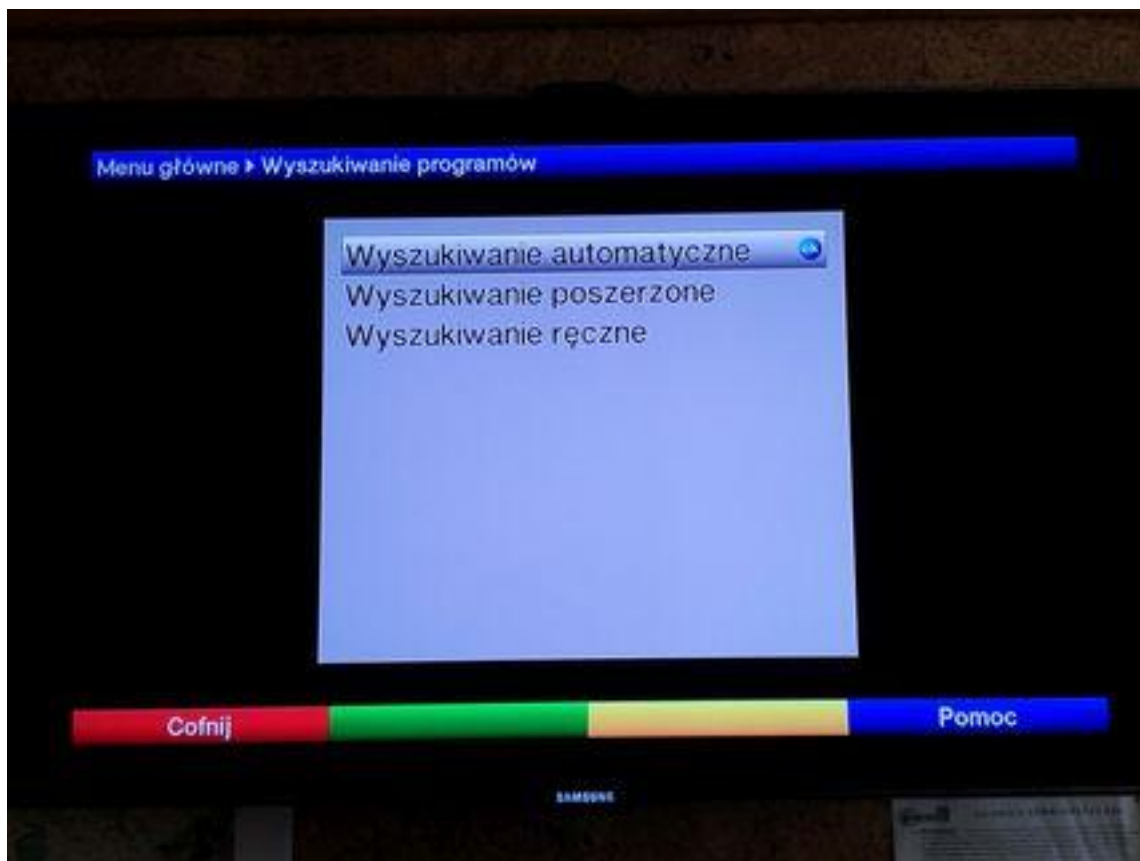 Menu główne ▸ Wyszukiwanie programów
Wyszukiwanie automatyczne
Wyszukiwanie poszerzone
Wyszukiwanie ręczne
Cofnij
Pomoc
SAMSUNG